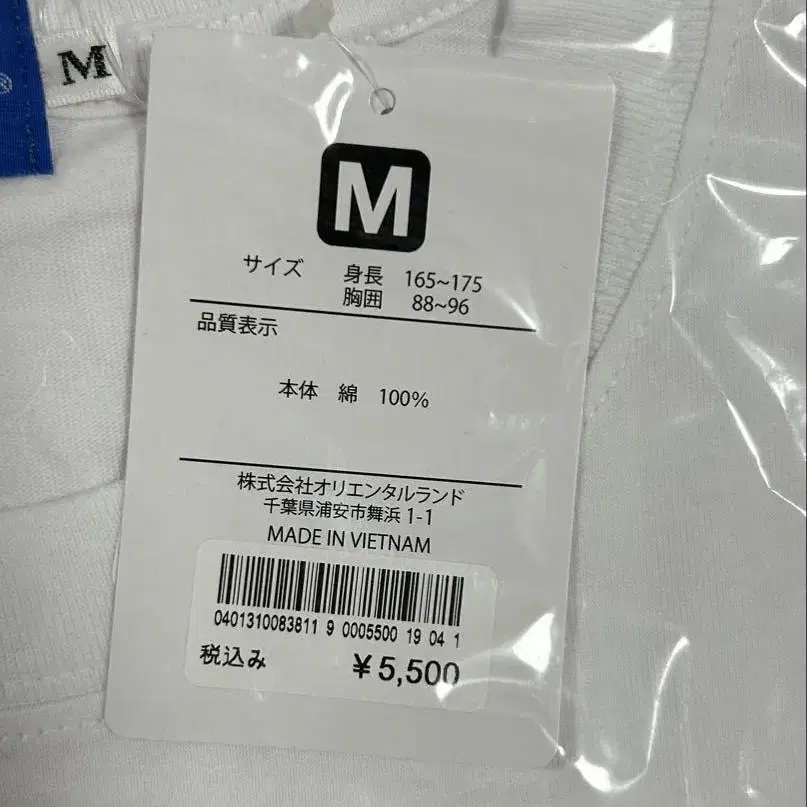 ®
M
M
サイズ 身長 165~175
胸囲 88~96
品質表示
本体 綿 100%
株式会社オリエンタルランド
千葉県浦安市舞浜 1-1
MADE IN VIETNAM
0401310083811 9 0005500 19 04 1
税込み ¥5,500